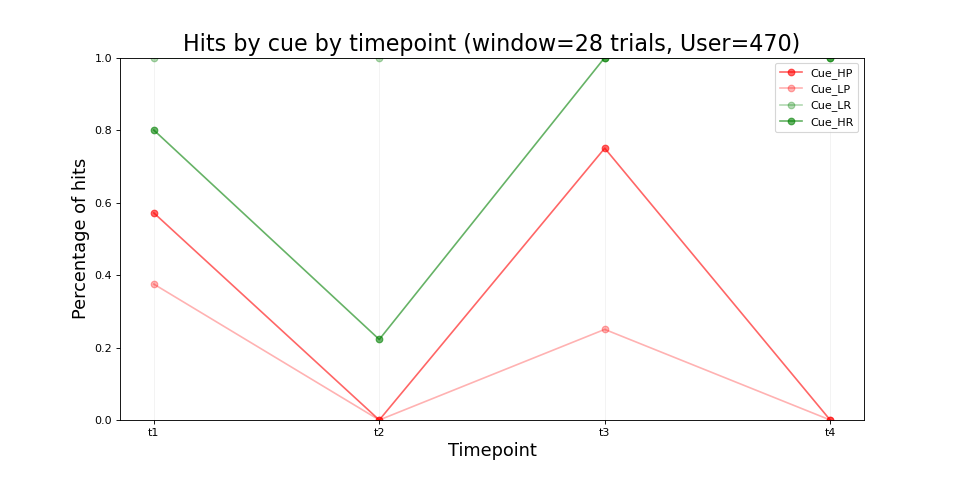 Hits by cue by timepoint (window=28 trials, User=470)
Percentage of hits
1.0
0.8
0.6
0.4
0.2
0.0
Cue_HP
Cue_LP
Cue_LR
Cue_HR
t1
t2
t3
t4
Timepoint